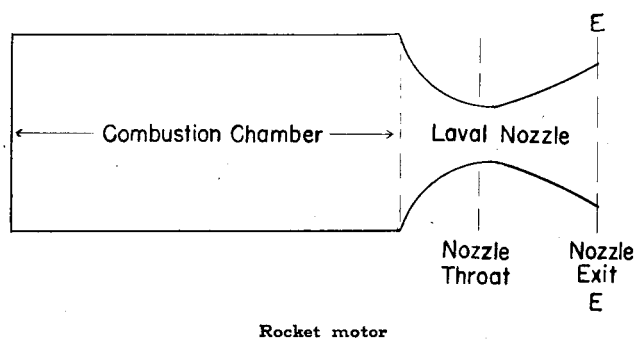 E
Combustion Chamber
Laval Nozzle
Nozzle
Throat
Nozzle
Exit
E
Rocket motor